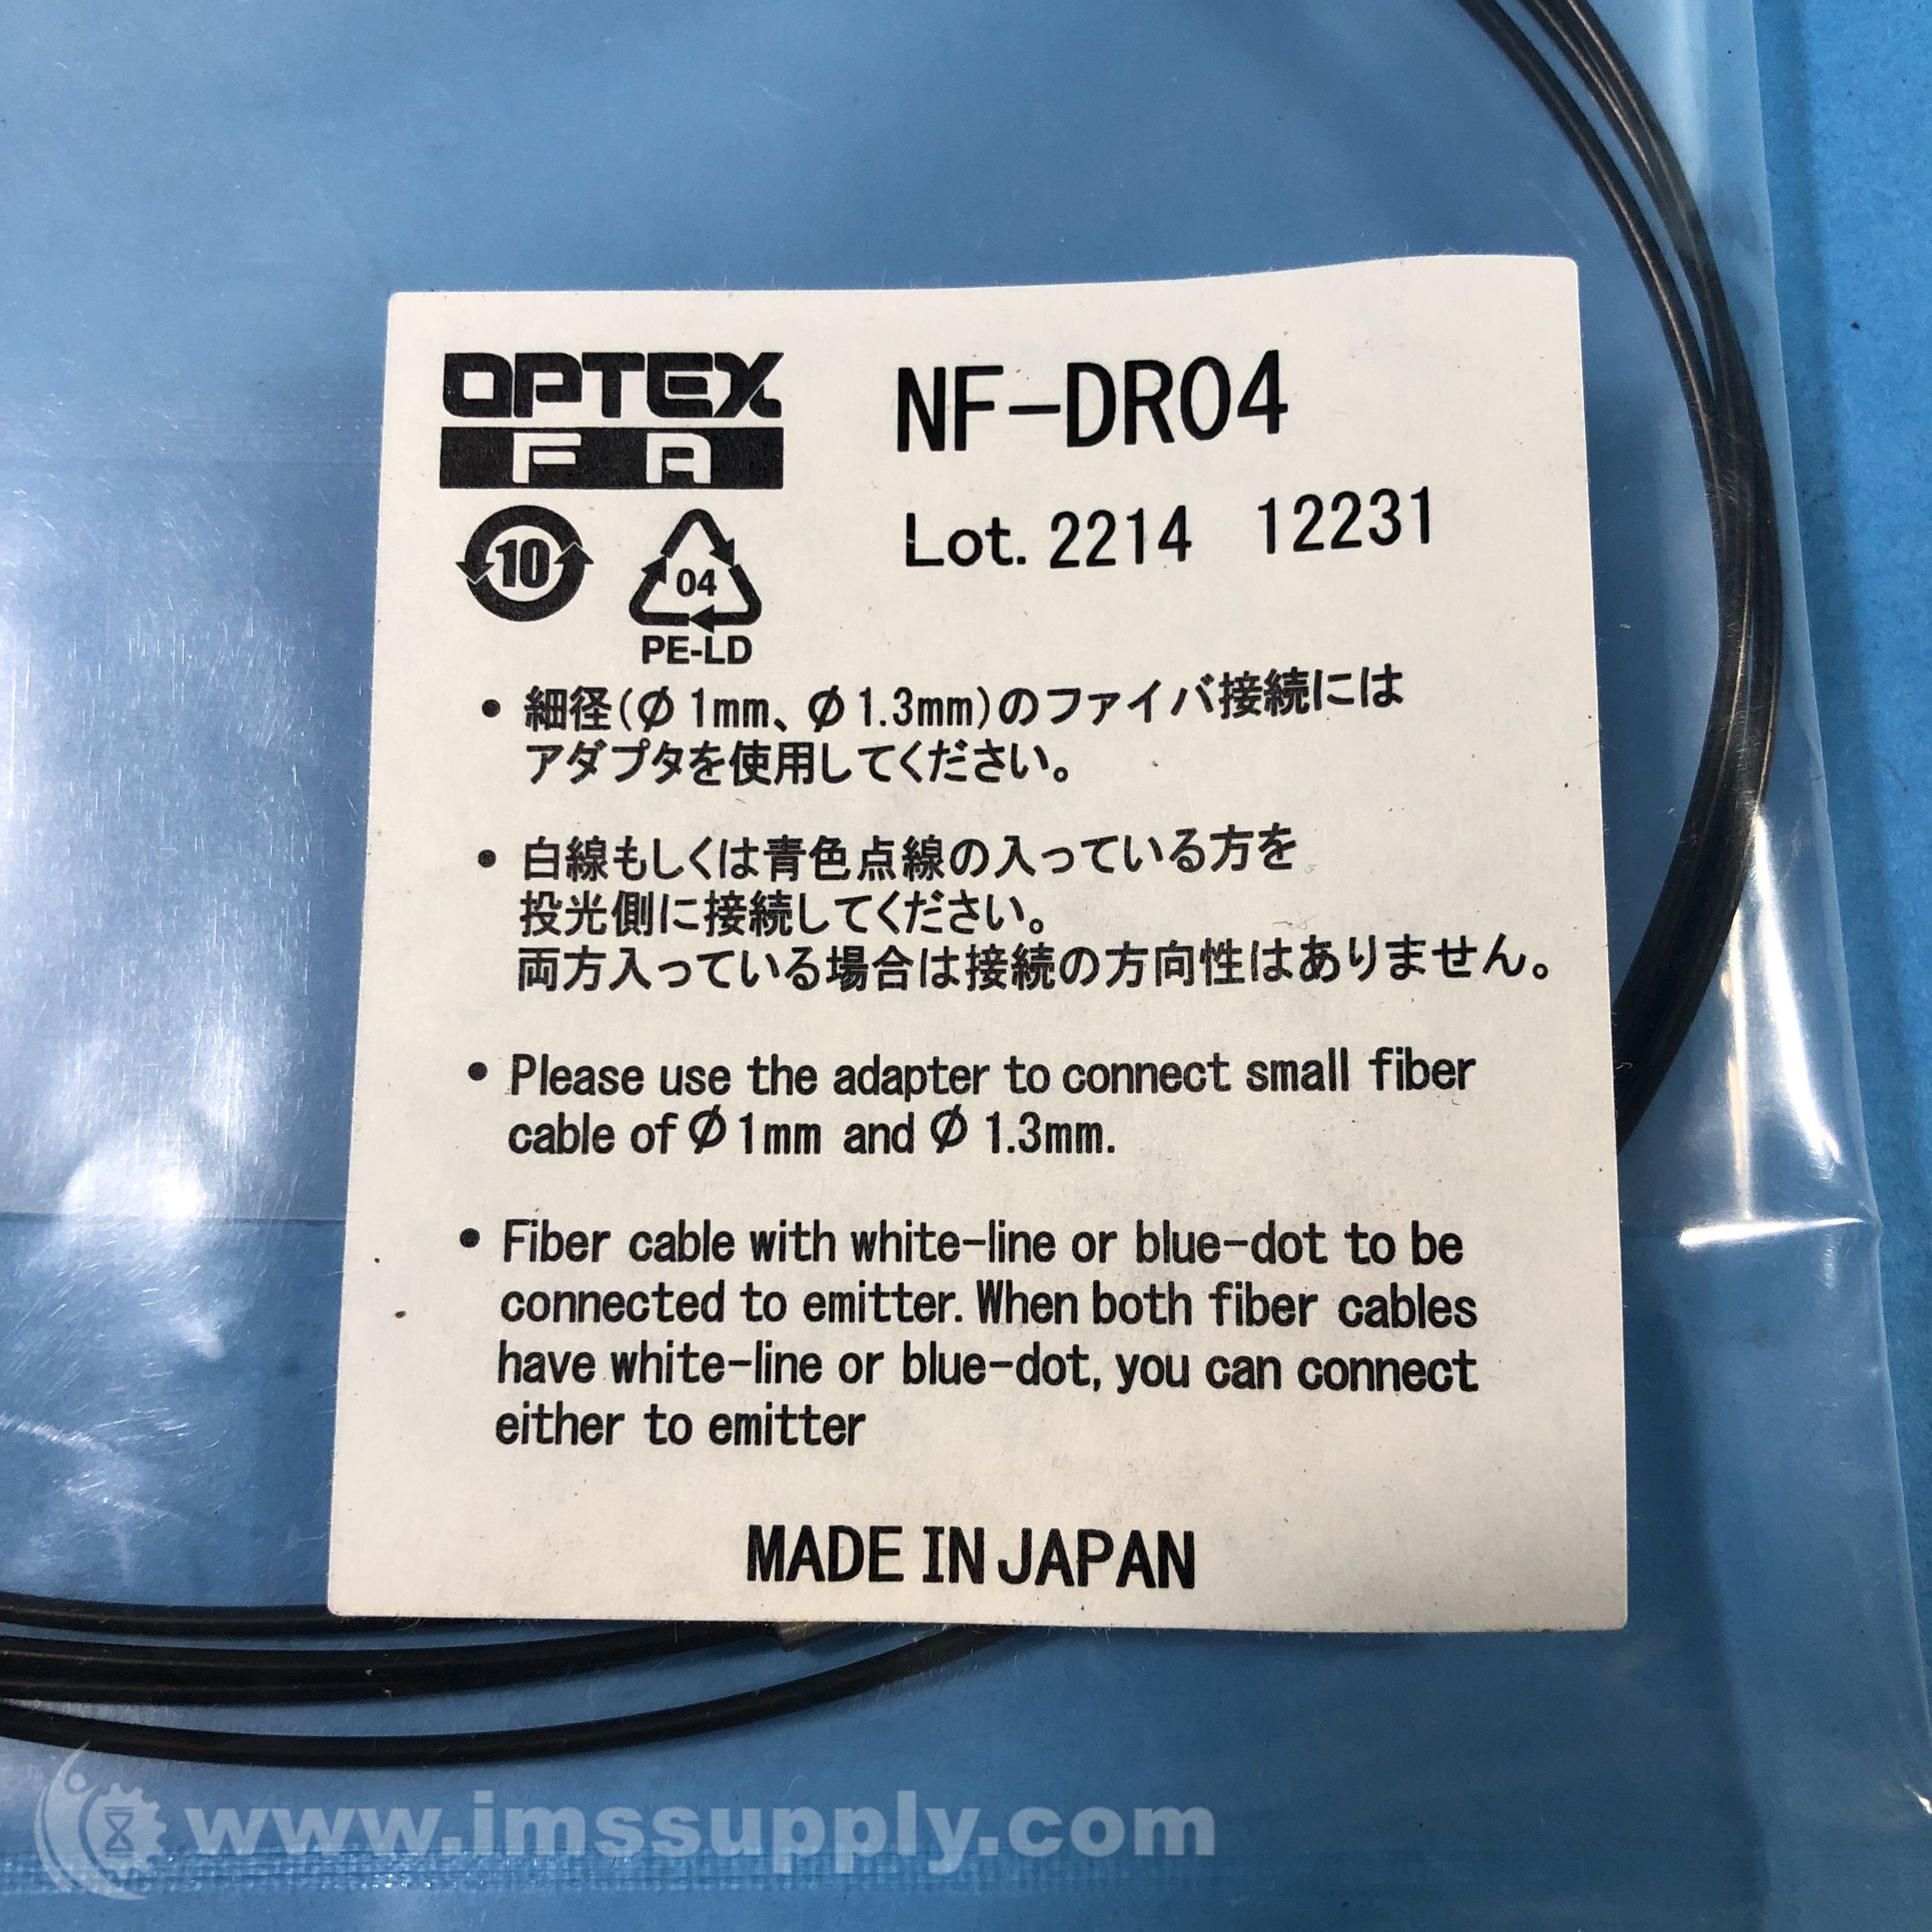 OPTEX
FA
NF-DR04
Lot. 2214 12231
10
04
PE-LD
• 細径(φ1mm、φ1.3mm)のファイバ接続には
アダプタを使用してください。
• 白線もしくは青色点線の入っている方を
投光側に接続してください。
両方入っている場合は接続の方向性はありません。
• Please use the adapter to connect small fiber
cable of φ1mm and φ 1.3mm.
• Fiber cable with white-line or blue-dot to be
connected to emitter. When both fiber cables
have white-line or blue-dot, you can connect
either to emitter
MADE IN JAPAN
www.imssupply.com